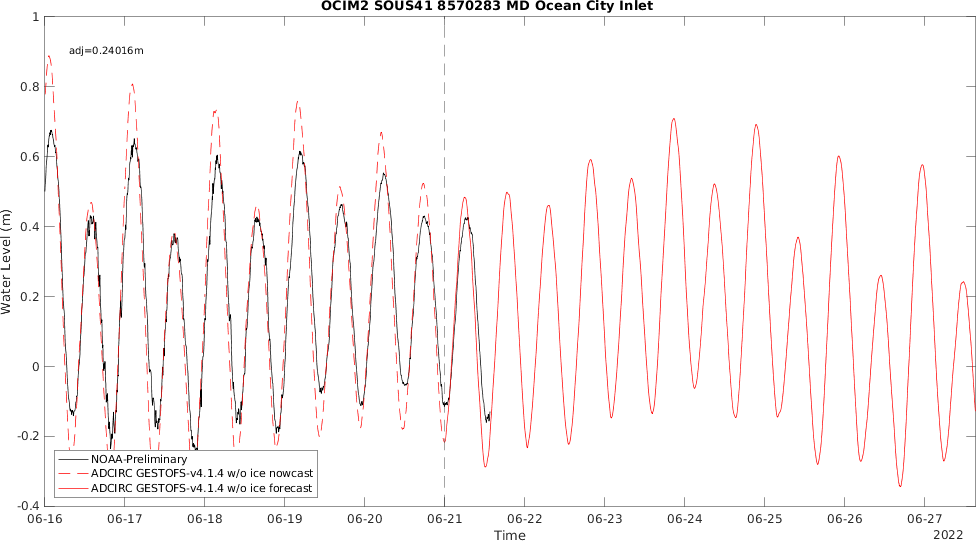 OCIM2 SOUS41 8570283 MD Ocean City Inlet
1
adj=0.24016m
0.8
0.6
0.4
Water Level (m)
0.2
0
-0.2
-0.4
NOAA-Preliminary
ADCIRC GESTOFS-v4.1.4 w/o ice nowcast
ADCIRC GESTOFS-v4.1.4 w/o ice forecast
06-16 06-17 06-18 06-19 06-20 06-21 06-22 06-23 06-24 06-25 06-26 06-27
Time
2022